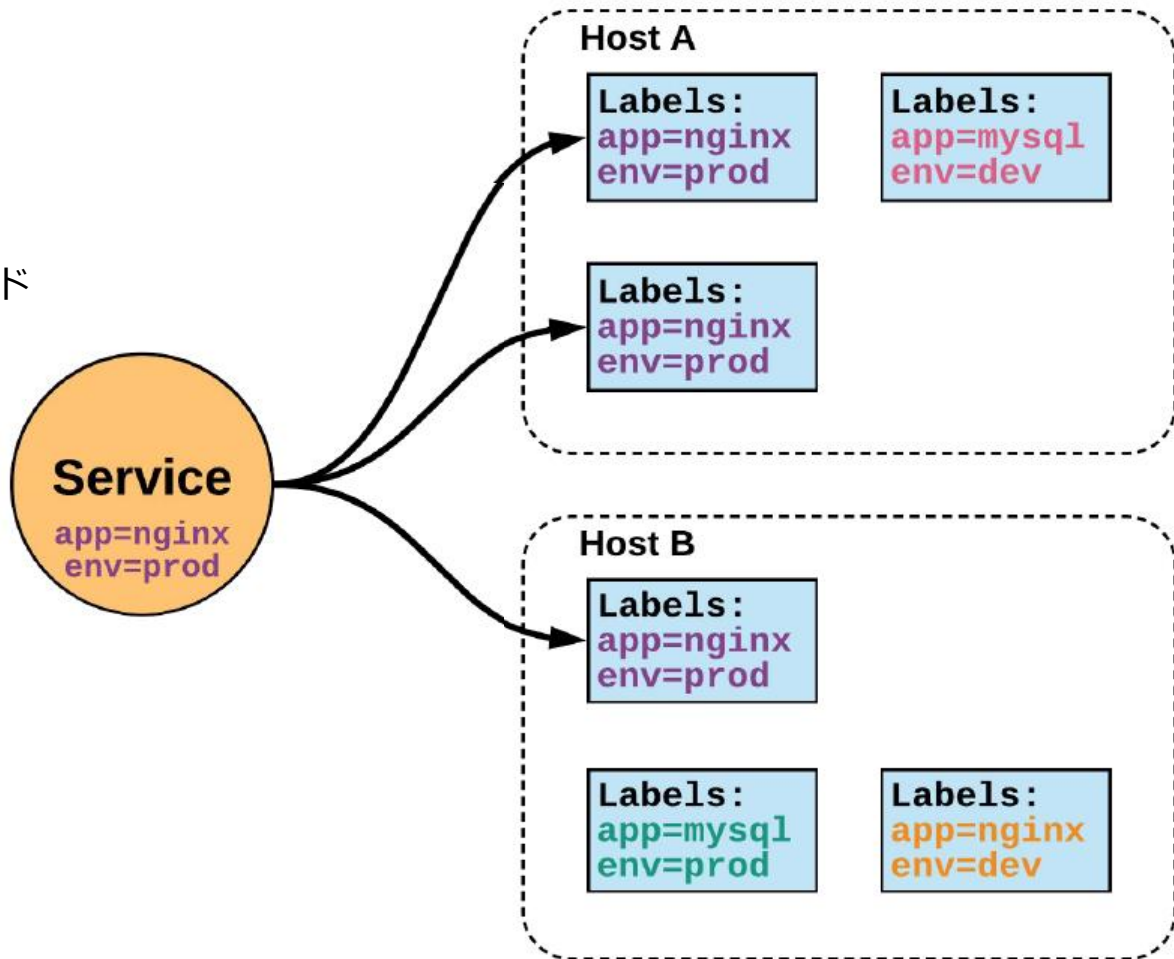 Host A
Labels:
app=nginx
env=prod
Labels:
app=mysql
env=dev
ド
Labels:
app=nginx
env=prod
Service
app=nginx
env=prod
Host B
Labels:
app=nginx
env=prod
Labels:
app=mysql
env=prod
Labels:
app=nginx
env=dev